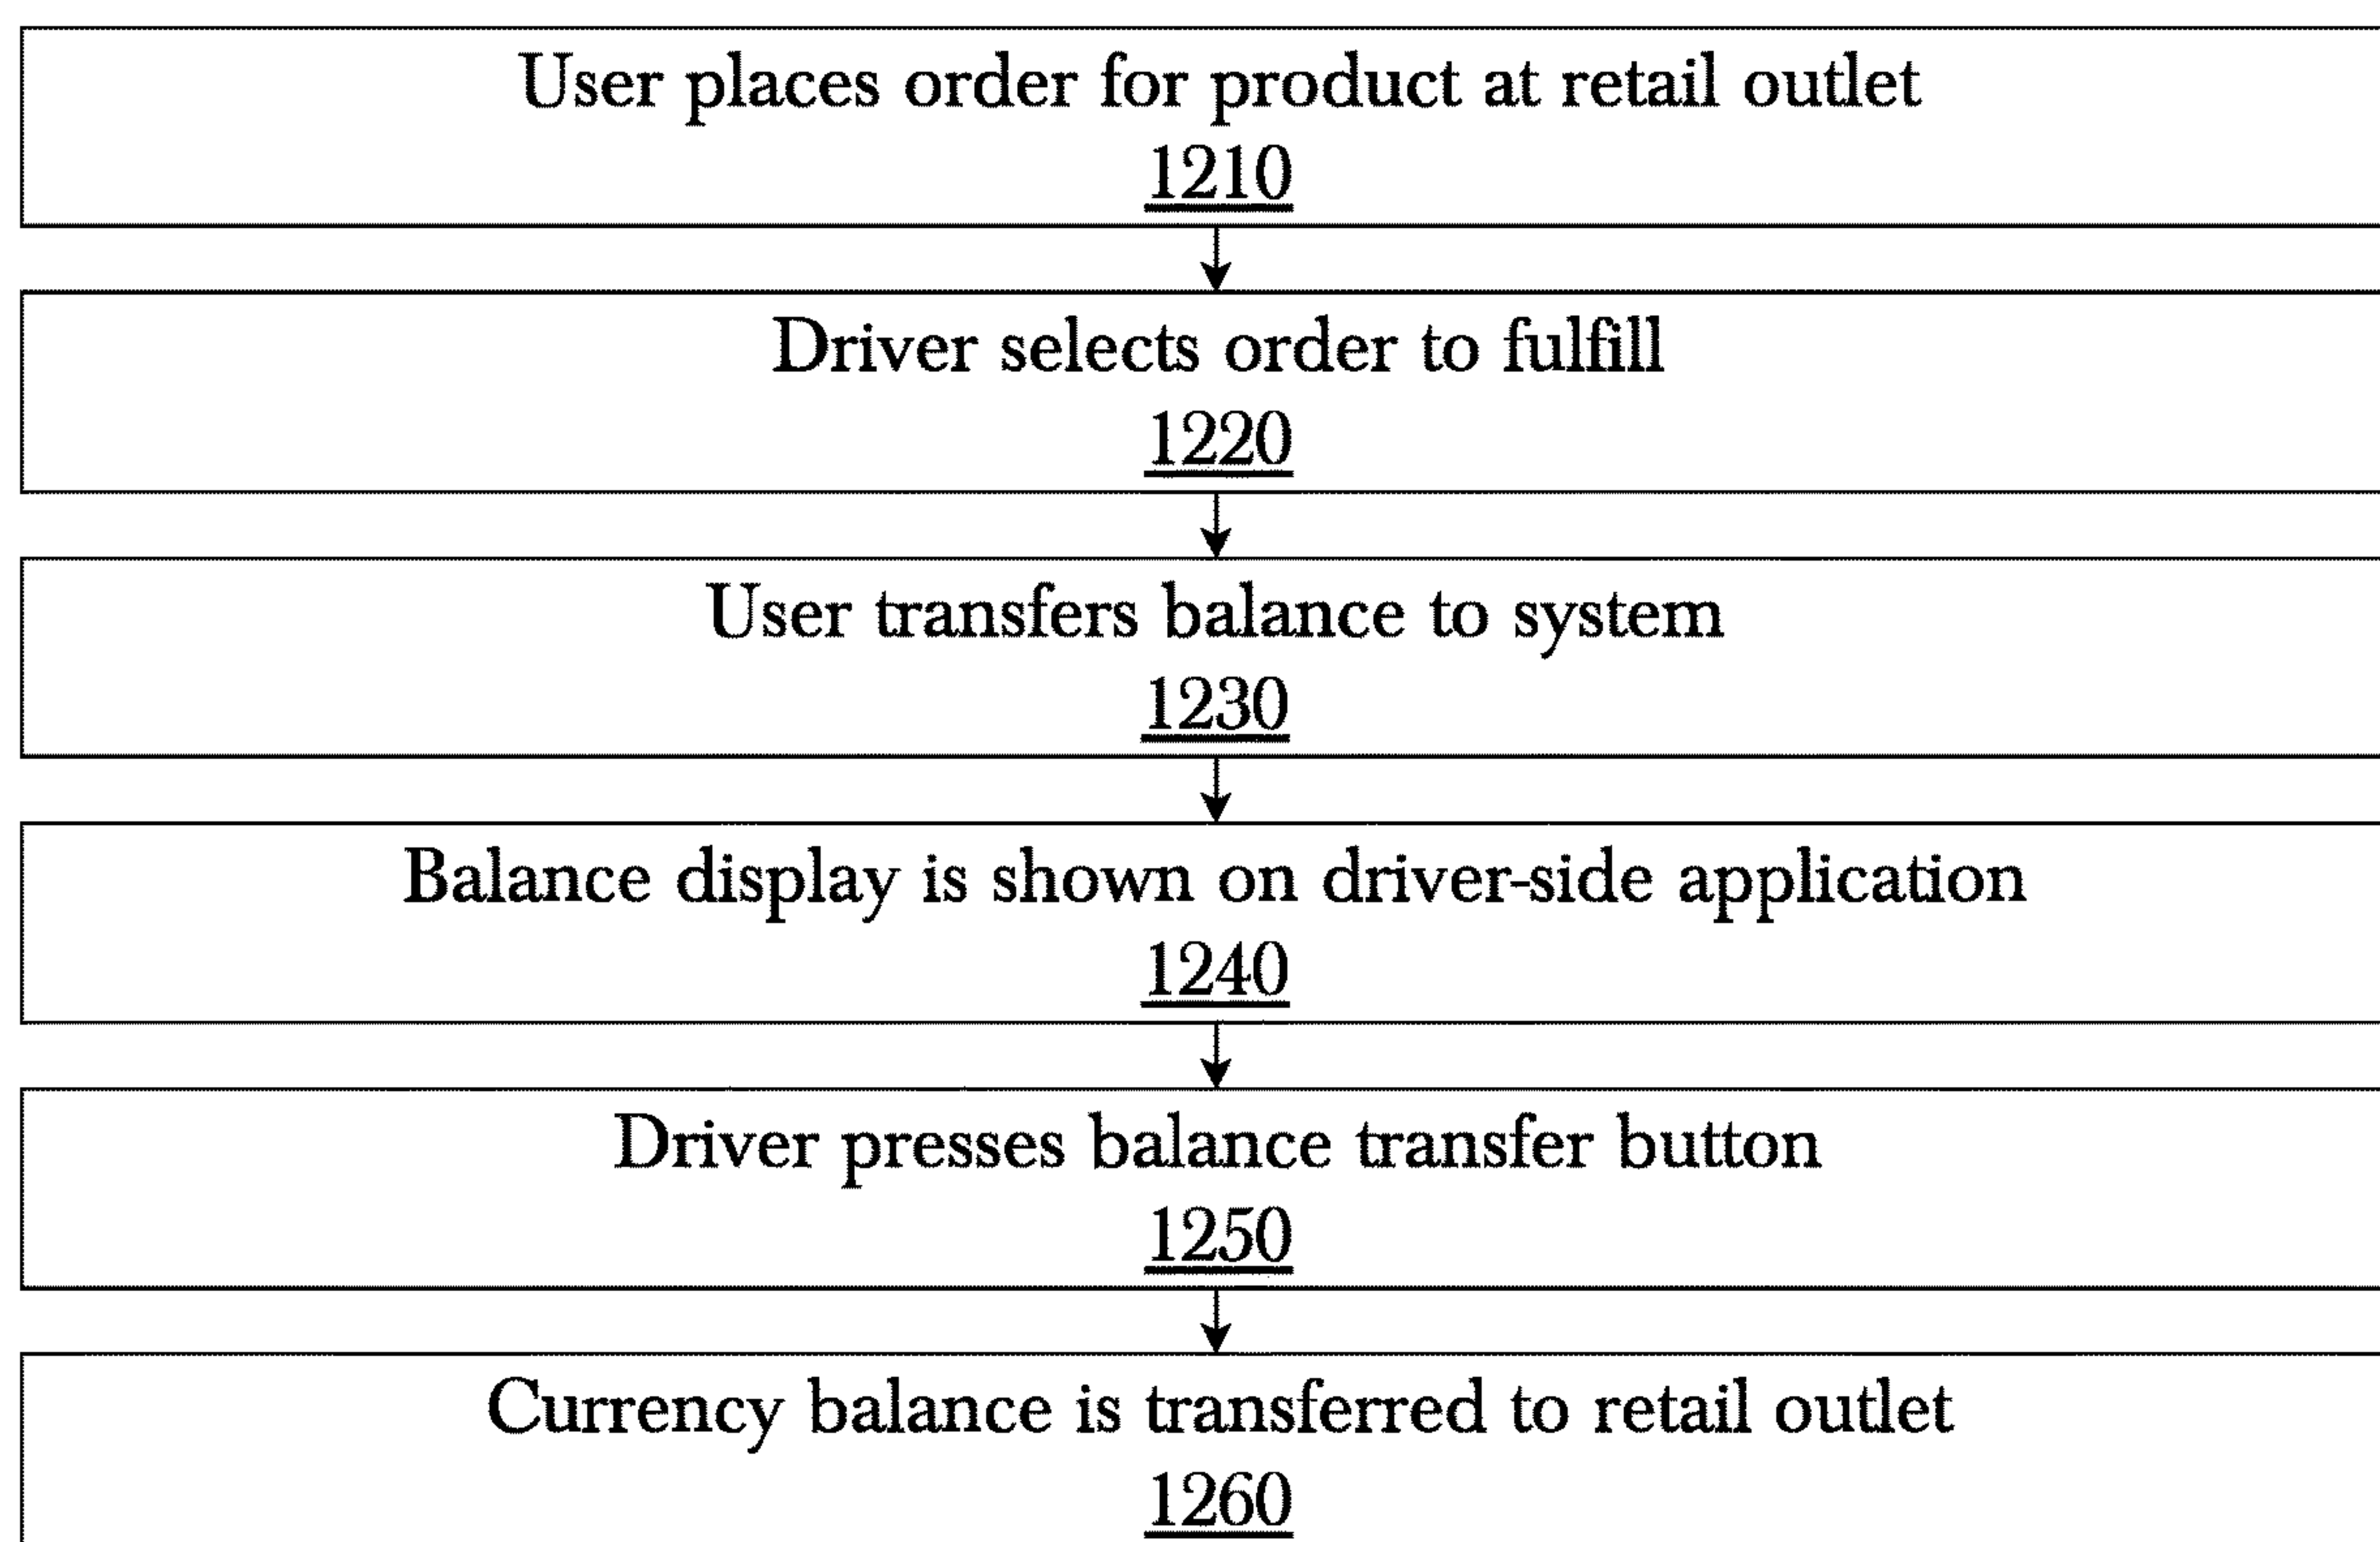 User places order for product at retail outlet
1210
Driver selects order to fulfill
1220
User transfers balance to system
1230
Balance display is shown on driver-side application
1240
Driver presses balance transfer button
1250
Currency balance is transferred to retail outlet
1260